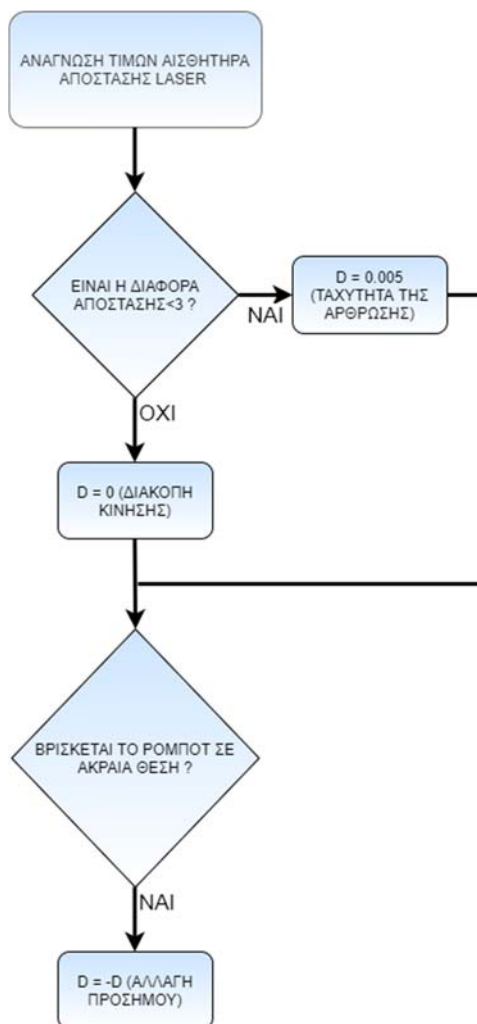 ΑΝΑΓΝΩΣΗ ΤΙΜΩΝ ΑΙΣΘΗΤΗΡΑ
ΑΠΟΣΤΑΣΗΣ LASER
ΕΙΝΑΙ Η ΔΙΑΦΟΡΑ
ΑΠΟΣΤΑΣΗΣ<3 ?
ΝΑΙ
D = 0.005
(ΤΑΧΥΤΗΤΑ ΤΗΣ
ΑΡΘΡΩΣΗΣ)
ΟΧΙ
D = 0 (ΔΙΑΚΟΠΗ
ΚΙΝΗΣΗΣ)
ΒΡΙΣΚΕΤΑΙ ΤΟ ΡΟΜΠΟΤ ΣΕ
ΑΚΡΑΙΑ ΘΕΣΗ ?
ΝΑΙ
D = -D (ΑΛΛΑΓΗ
ΠΡΟΣΗΜΟΥ)